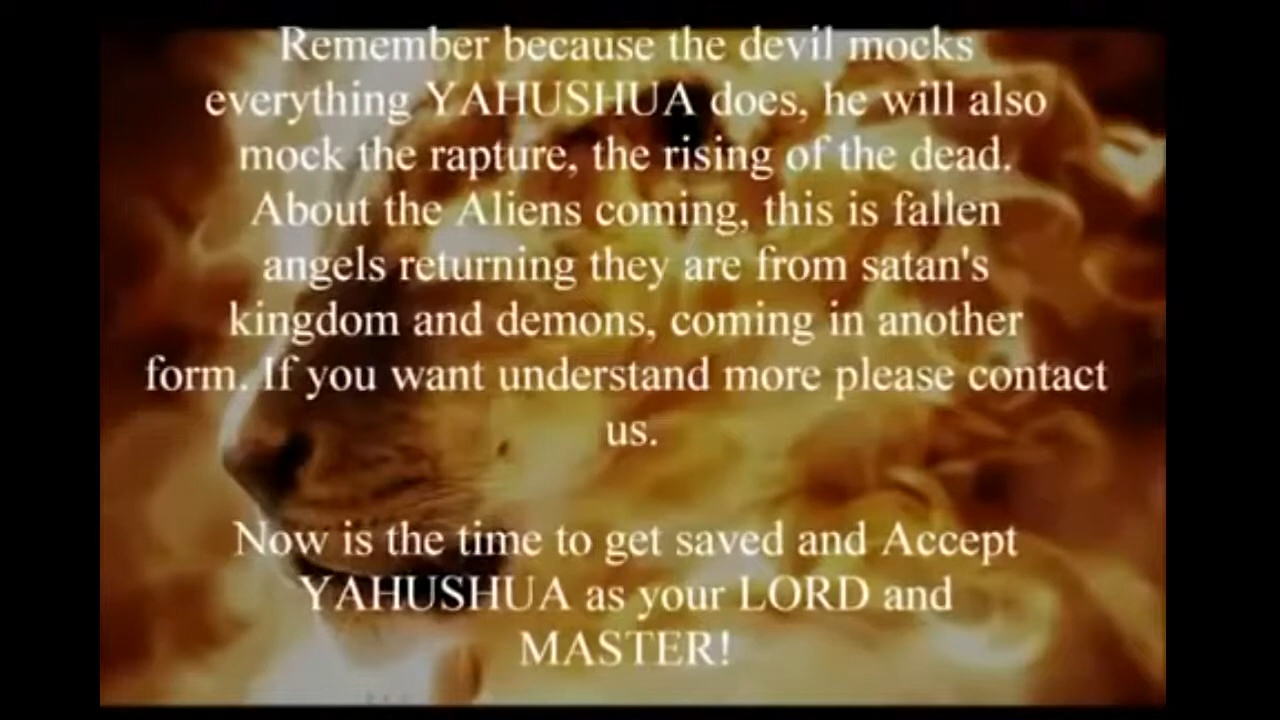 Remember because the devil mocks
everything YAHUSHUA does, he will also
mock the rapture, the rising of the dead.
About the Aliens coming, this is fallen
angels returning they are from satan's
kingdom and demons, coming in another
form. If you want understand more please contact
us.
Now is the time to get saved and Accept
YAHUSHUA as your LORD and
MASTER!